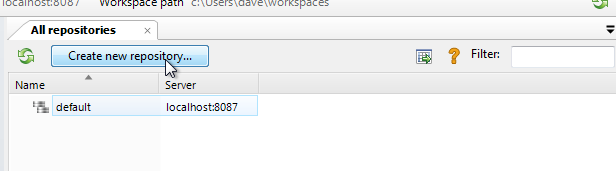 localhost:8087 Workspace path c:\Users\dave\workspaces
All repositories
Create new repository... Filter:
Name Server
default localhost:8087